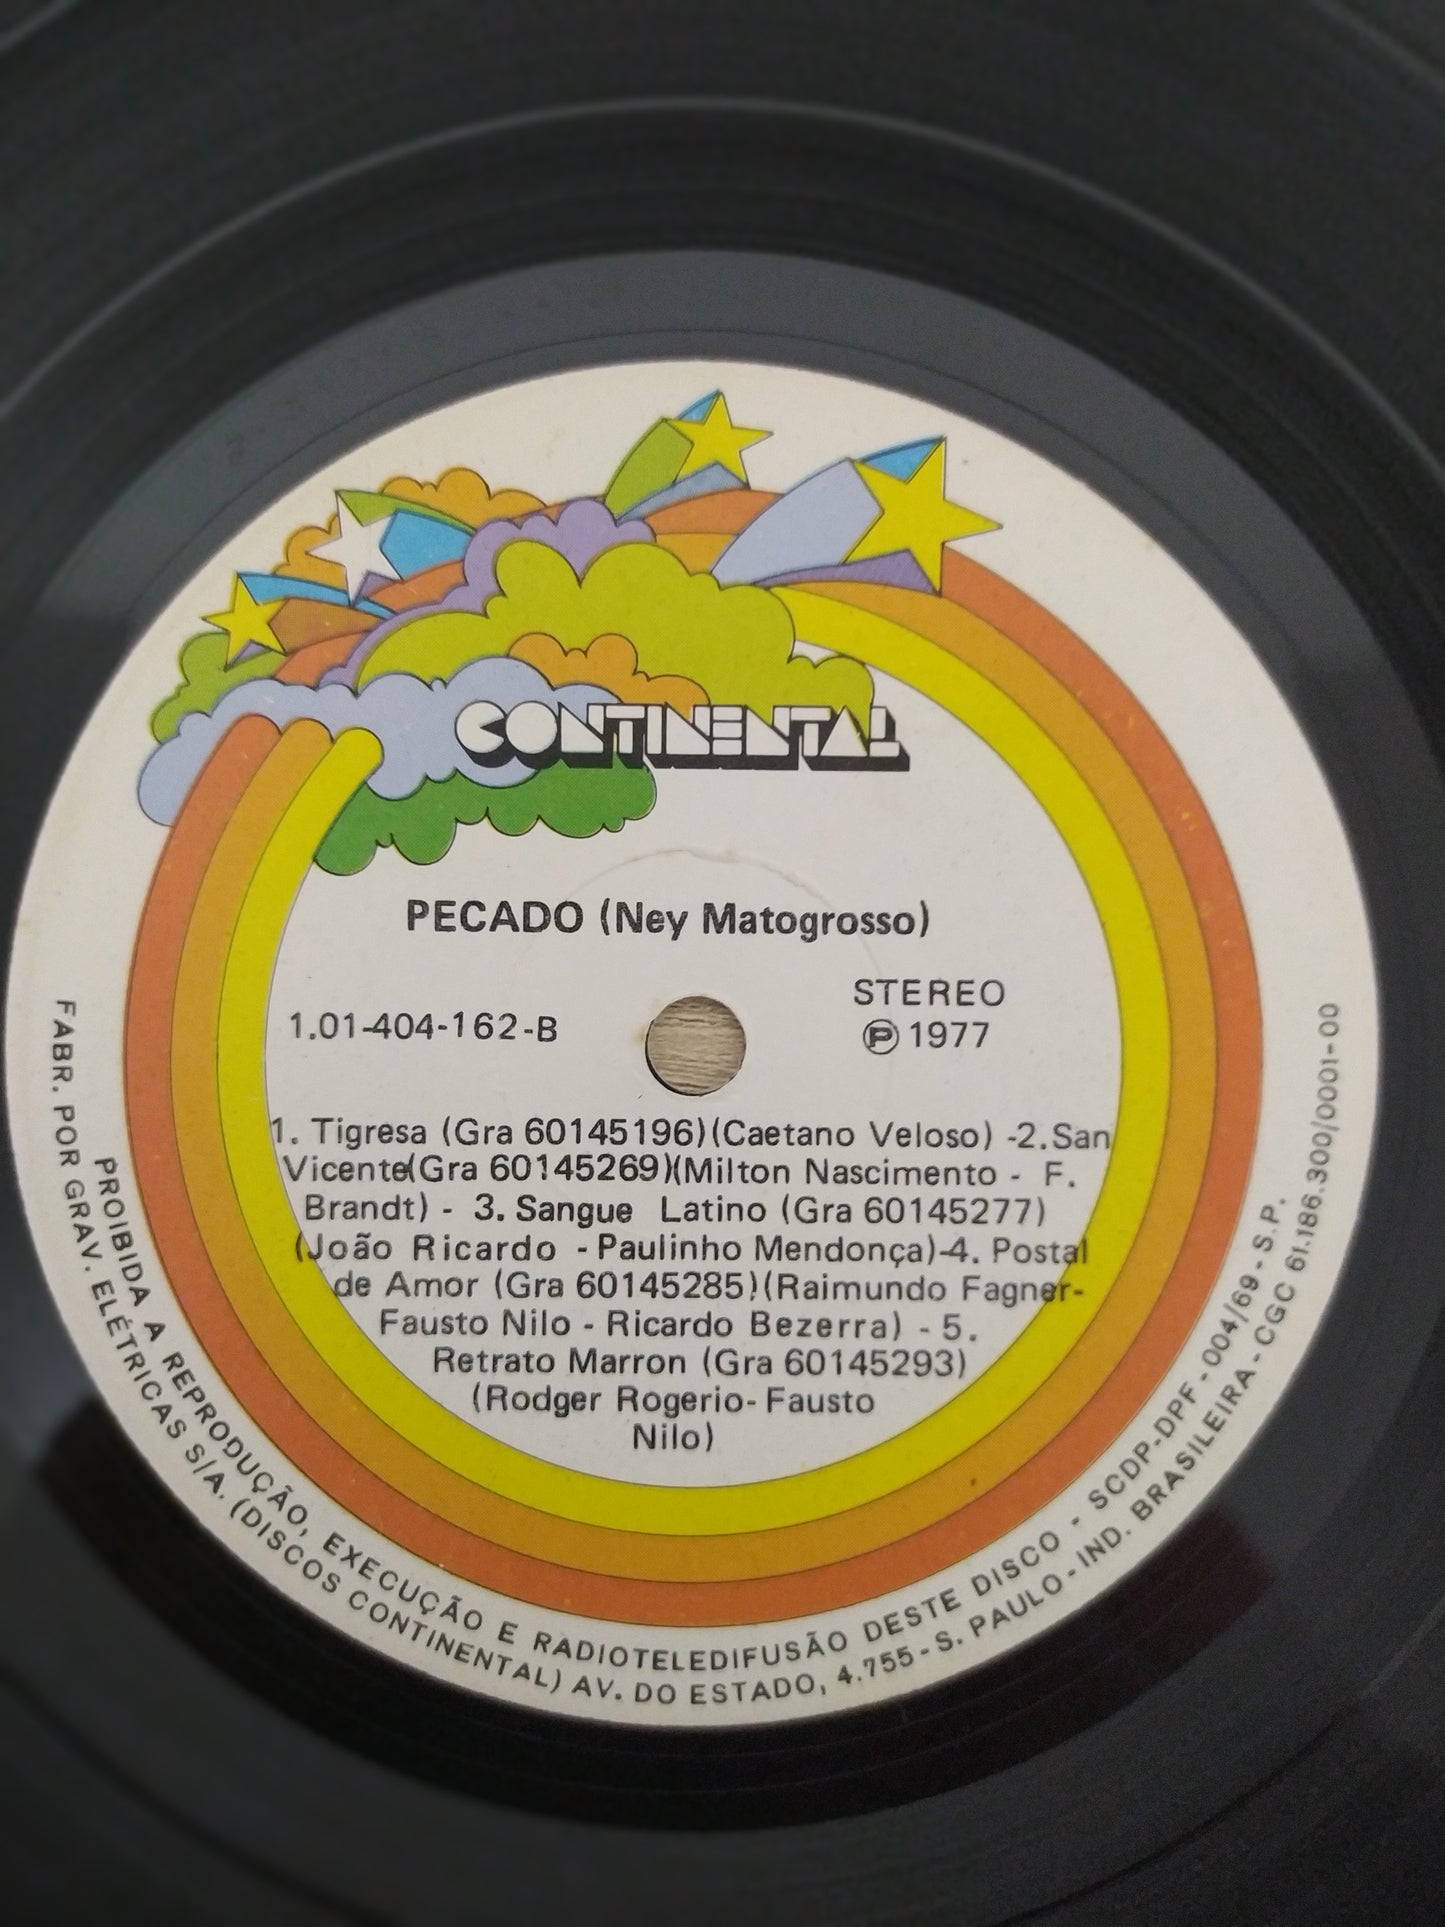 CONTINENTAL
PECADO (Ney Matogrosso)
STEREO
1.01-404-162-B
Ⓟ 1977
1. Tigresa (Gra 60145196)(Caetano Veloso) -2.San
Vicente(Gra 60145269)(Milton Nascimento - F.
Brandt) - 3. Sangue Latino (Gra 60145277)
(João Ricardo - Paulinho Mendonça)-4. Postal
de Amor (Gra 60145285)(Raimundo Fagner-
Fausto Nilo - Ricardo Bezerra) - 5.
Retrato Marron (Gra 60145293)
(Rodger Rogerio- Fausto
Nilo)
PROIBIDA A REPRODUÇÃO, EXECUÇÃO E RADIOTELEDIFUSÃO DESTE DISCO - SCDP-DPF-004/69-S.P.
FABR. POR GRAV. ELÉTRICAS S/A. (DISCOS CONTINENTAL) AV. DO ESTADO, 4.755-S. PAULO-IND. BRASILEIRA-CGC 61.186.300/0001-00